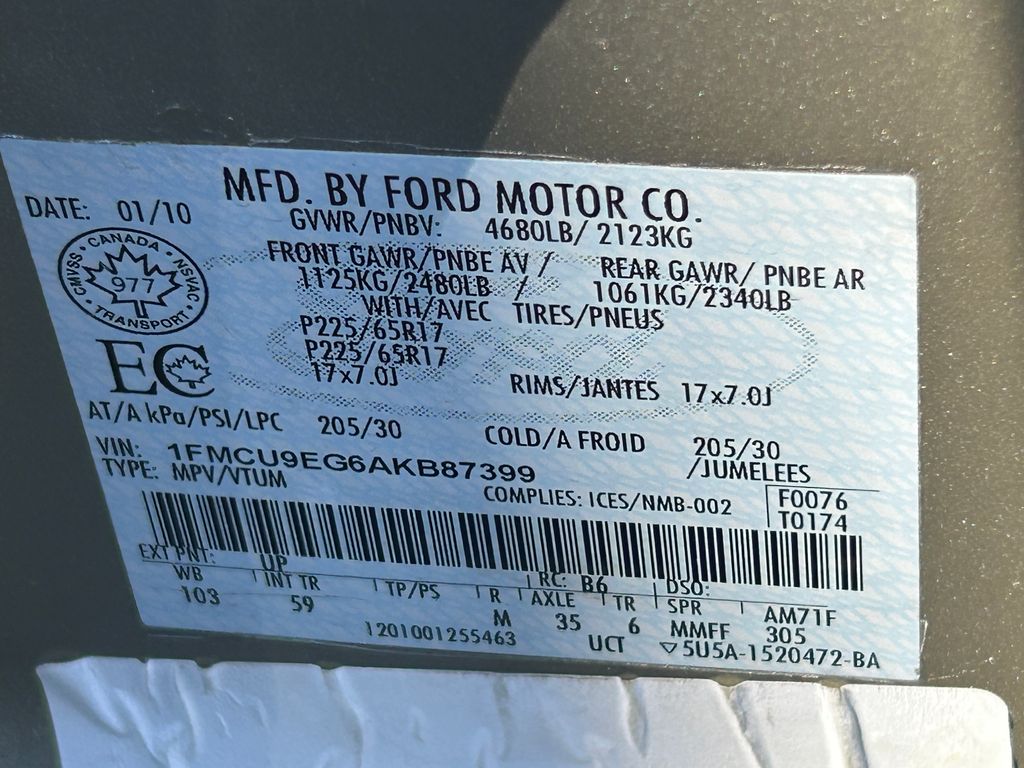 MFD. BY FORD MOTOR CO.
DATE: 01/10
GVWR/PNBV: 4680LB/ 2123KG
FRONT GAWR/PNBE AV / REAR GAWR/ PNBE AR
1125KG/2480LB / 1061KG/2340LB
WITH/AVEC TIRES/PNEUS
P225/65R17
P225/65R17
17x7.0J RIMS/JANTES 17x7.0J
CANADA
CMVSS NSVAC
977
TRANSPORT
EC
AT/A kPa/PSI/LPC 205/30 COLD/A FROID 205/30
VIN: 1FMCU9EG6AKB87399 /JUMELEES
TYPE: MPV/VTUM
COMPLIES: ICES/NMB-002 F0076
T0174
EXT PNT: UP RC: B6 DSO:
WB INT TR TP/PS R AXLE TR SPR AM71F
103 59 M 35 6 MMFF 305
1201001255463 UCT ▽5U5A-1520472-BA